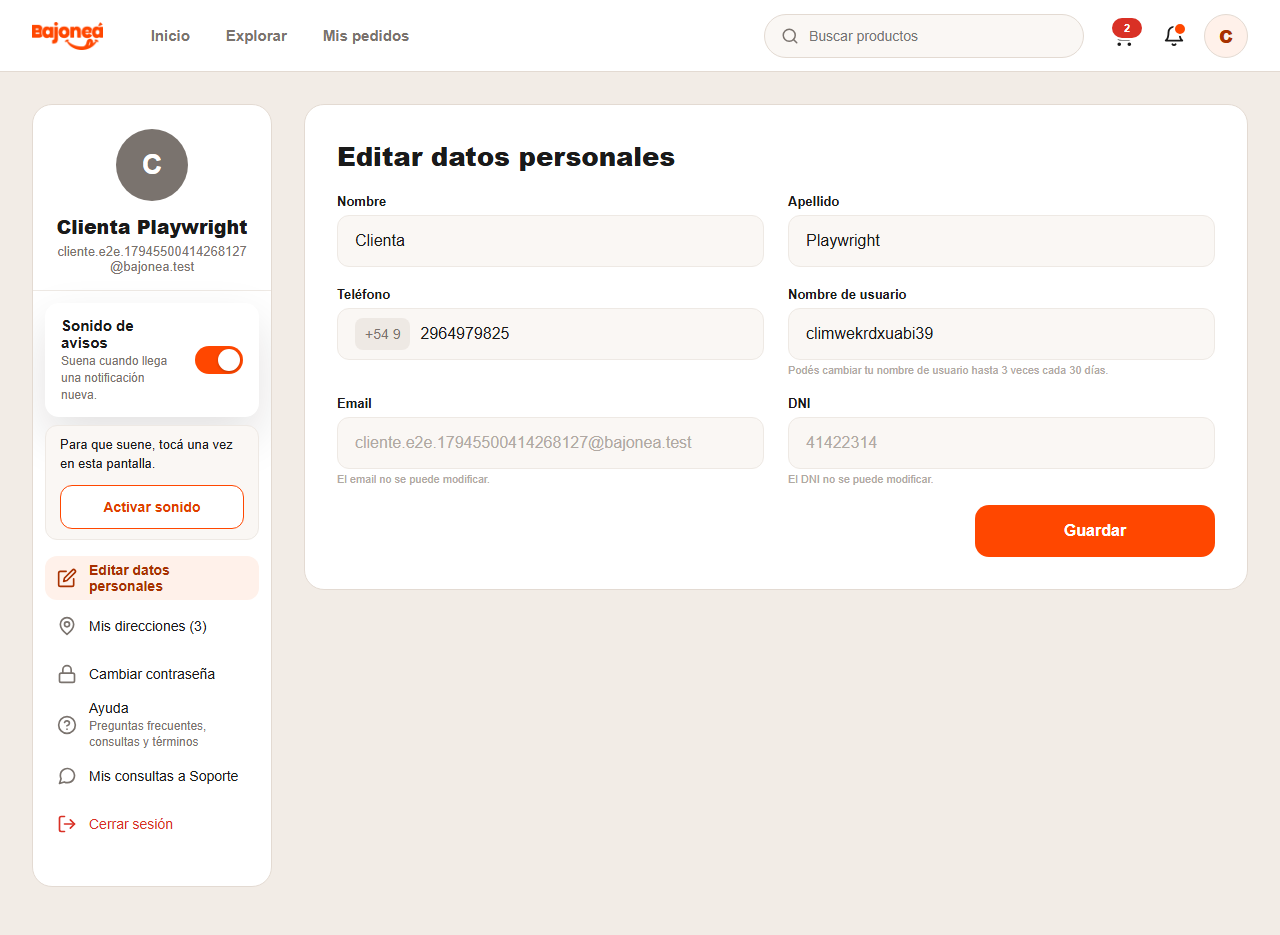 Bajoneá
Inicio
Explorar
Mis pedidos
Buscar productos
2
C
C
Clienta Playwright
cliente.e2e.17945500414268127
@bajonea.test
Sonido de
avisos
Suena cuando llega
una notificación
nueva.
Para que suene, tocá una vez
en esta pantalla.
Activar sonido
Editar datos
personales
Mis direcciones (3)
Cambiar contraseña
Ayuda
Preguntas frecuentes,
consultas y términos
Mis consultas a Soporte
Cerrar sesión
Editar datos personales
Nombre
Clienta
Apellido
Playwright
Teléfono
+54 9 2964979825
Nombre de usuario
climwekrdxuabi39
Podés cambiar tu nombre de usuario hasta 3 veces cada 30 días.
Email
cliente.e2e.17945500414268127@bajonea.test
El email no se puede modificar.
DNI
41422314
El DNI no se puede modificar.
Guardar